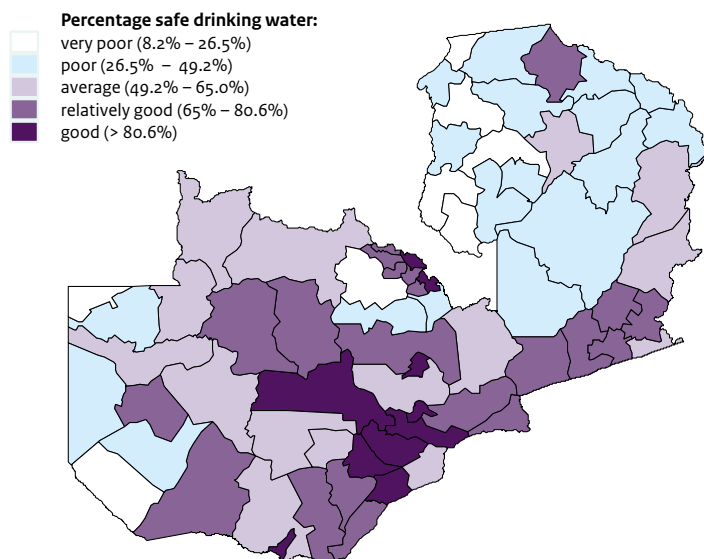 Percentage safe drinking water:
very poor (8.2% – 26.5%)
poor (26.5% – 49.2%)
average (49.2% – 65.0%)
relatively good (65% – 80.6%)
good (> 80.6%)